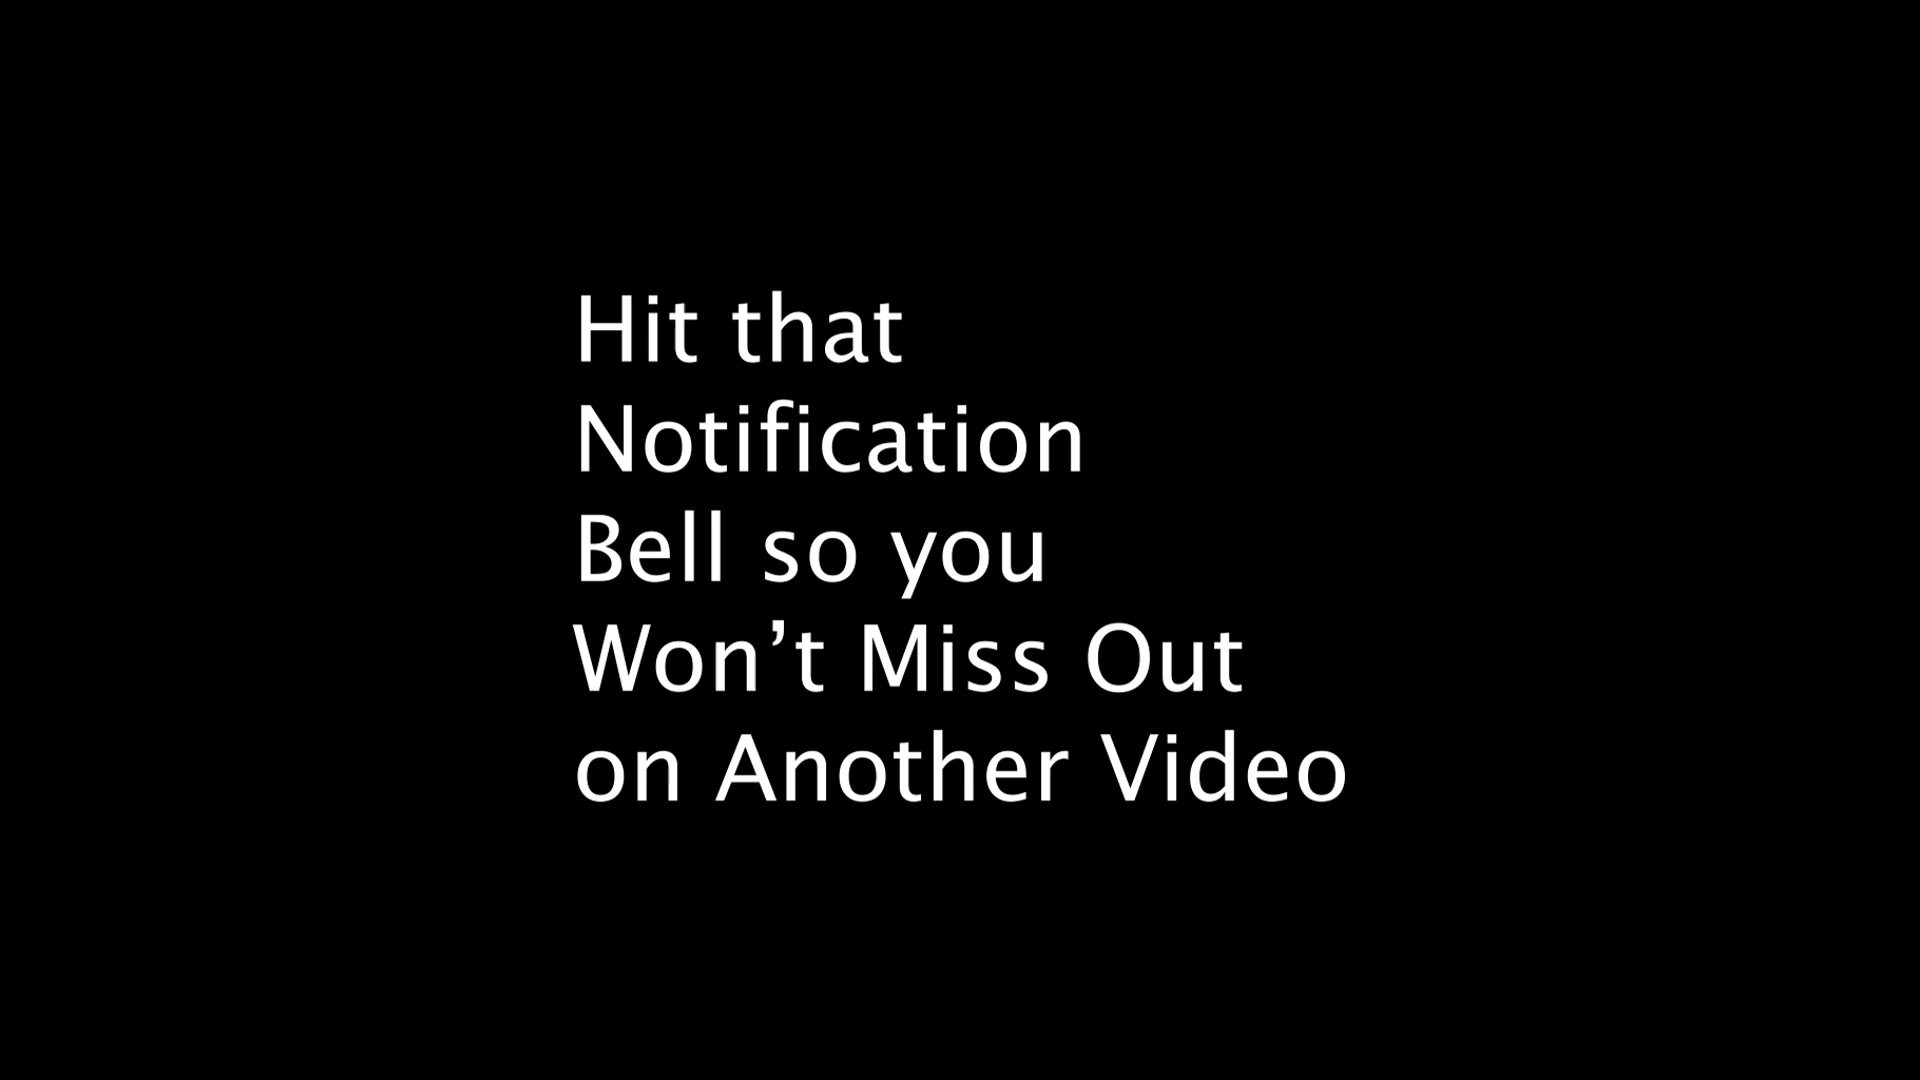 Hit that
Notification
Bell so you
Won’t Miss Out
on Another Video